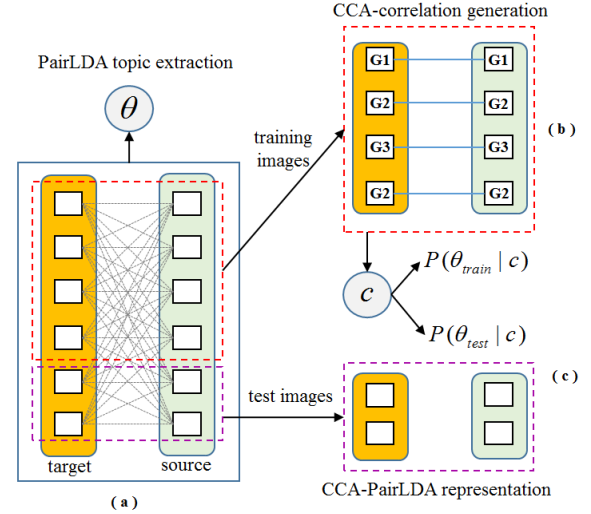 CCA-correlation generation
PairLDA topic extraction
θ
G1 G1
G2 G2
G3 G3
G2 G2
( b )
training
images
c
P(θtrain | c)
P(θtest | c)
( c )
test images
target
source
CCA-PairLDA representation
( a )